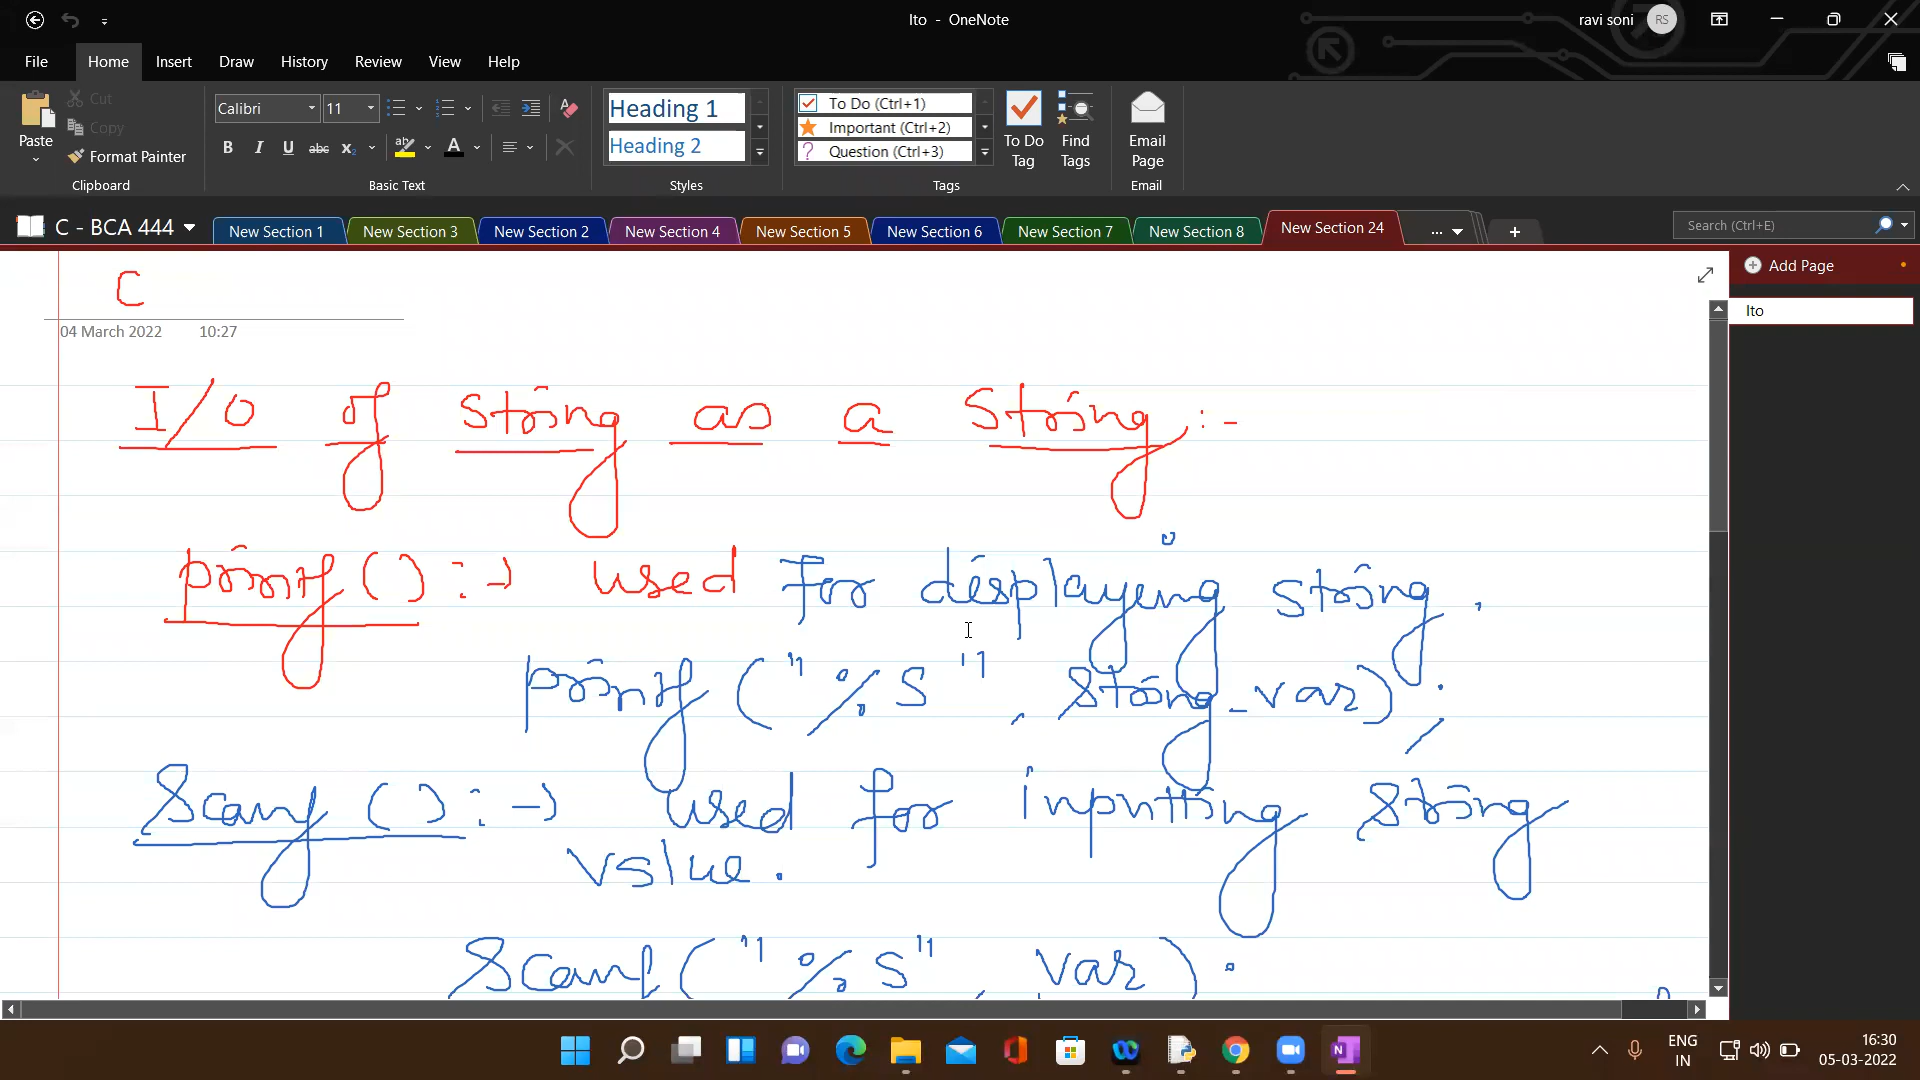 Ito - OneNote
ravi soni
RS
File
Home
Insert
Draw
History
Review
View
Help
Paste
Cut
Copy
Format Painter
Clipboard
Calibri
11
Basic Text
Heading 1
Heading 2
Styles
To Do (Ctrl+1)
Important (Ctrl+2)
Question (Ctrl+3)
Tags
To Do Tag
Find Tags
Email Page
Email
C - BCA 444
New Section 1
New Section 3
New Section 2
New Section 4
New Section 5
New Section 6
New Section 7
New Section 8
New Section 24
...
Search (Ctrl+E)
Add Page
Ito
C
04 March 2022 10:27
I/O of string as a String :-
printf() :-> used for displaying string.
printf ("%s", string_var);
Scanf () :-> used for inputting string
value.
Scanf ("%s", var)
ENG
IN
16:30
05-03-2022